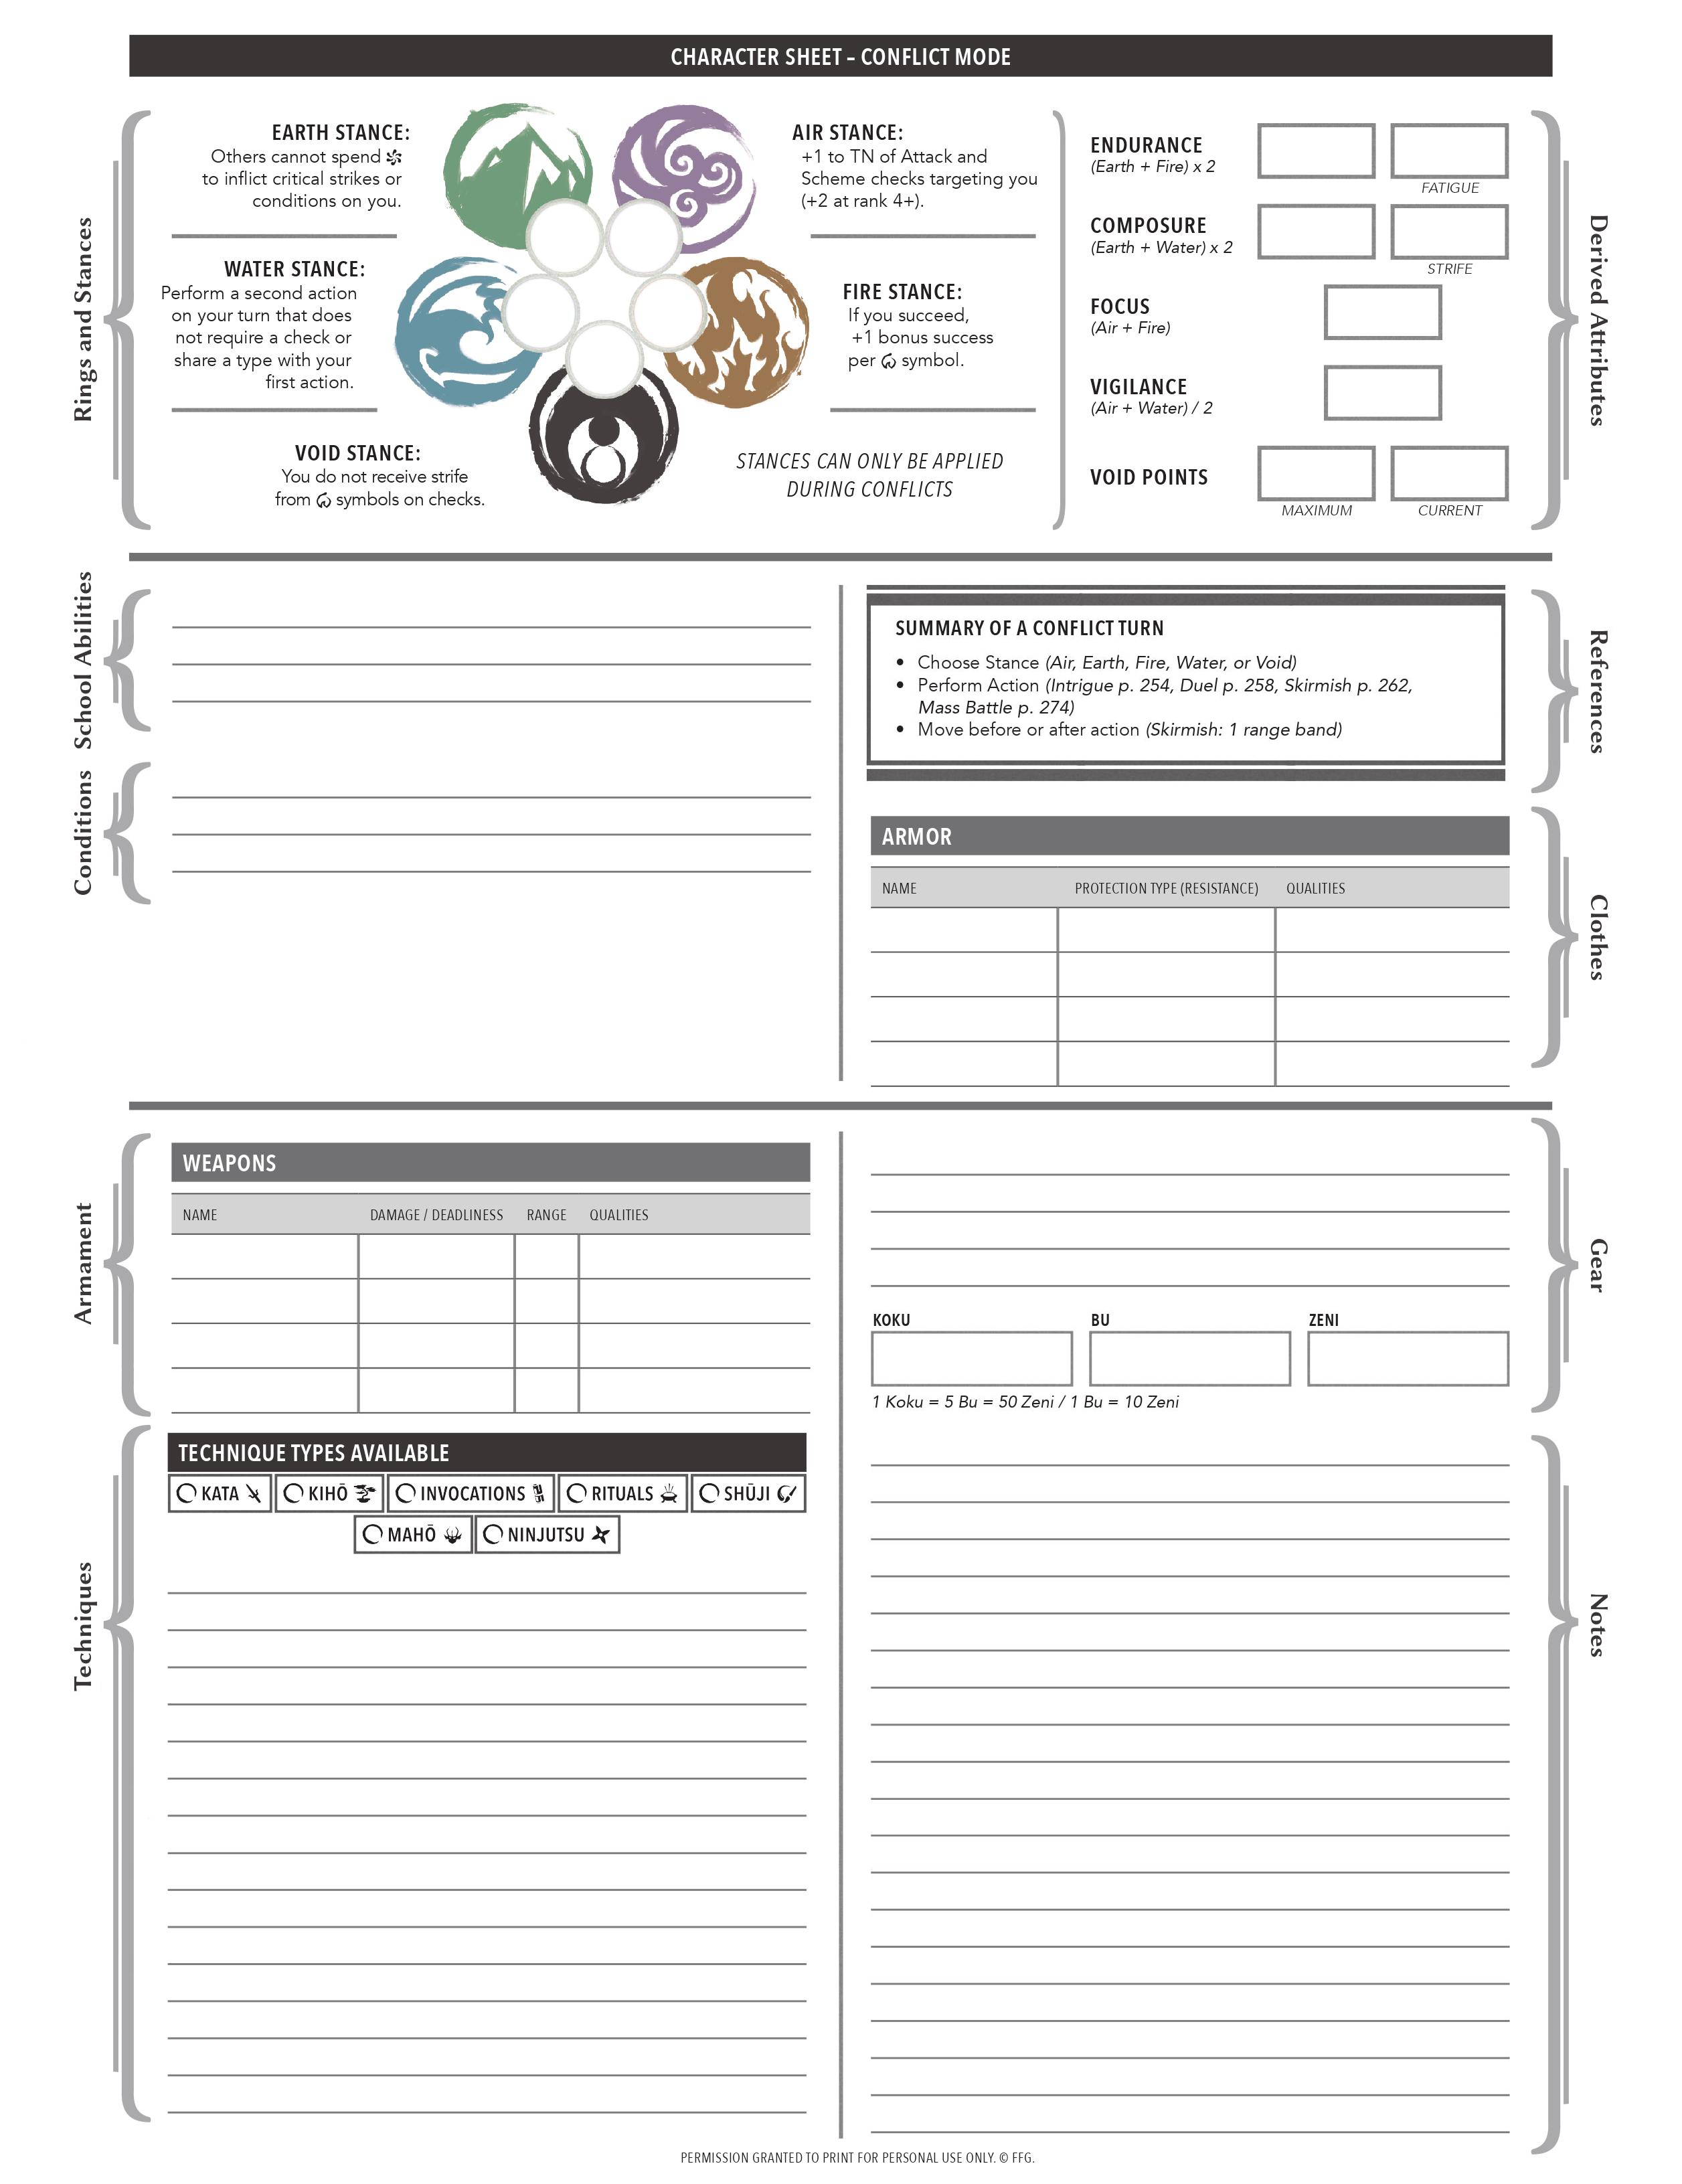 CHARACTER SHEET – CONFLICT MODE
Rings and Stances
EARTH STANCE:
Others cannot spend
to inflict critical strikes or
conditions on you.
WATER STANCE:
Perform a second action
on your turn that does
not require a check or
share a type with your
first action.
VOID STANCE:
You do not receive strife
from symbols on checks.
AIR STANCE:
+1 to TN of Attack and
Scheme checks targeting you
(+2 at rank 4+).
FIRE STANCE:
If you succeed,
+1 bonus success
per symbol.
STANCES CAN ONLY BE APPLIED
DURING CONFLICTS
Derived Attributes
ENDURANCE
(Earth + Fire) x 2
FATIGUE
COMPOSURE
(Earth + Water) x 2
STRIFE
FOCUS
(Air + Fire)
VIGILANCE
(Air + Water) / 2
VOID POINTS
MAXIMUM
CURRENT
School Abilities
Conditions
References
SUMMARY OF A CONFLICT TURN
• Choose Stance (Air, Earth, Fire, Water, or Void)
• Perform Action (Intrigue p. 254, Duel p. 258, Skirmish p. 262,
Mass Battle p. 274)
• Move before or after action (Skirmish: 1 range band)
Clothes
ARMOR
NAME PROTECTION TYPE (RESISTANCE) QUALITIES
Armament
WEAPONS
NAME DAMAGE / DEADLINESS RANGE QUALITIES
Gear
KOKU BU ZENI
1 Koku = 5 Bu = 50 Zeni / 1 Bu = 10 Zeni
Techniques
TECHNIQUE TYPES AVAILABLE
KATA KIHŌ INVOCATIONS RITUALS SHŪJI
MAHŌ NINJUTSU
Notes
PERMISSION GRANTED TO PRINT FOR PERSONAL USE ONLY. © FFG.